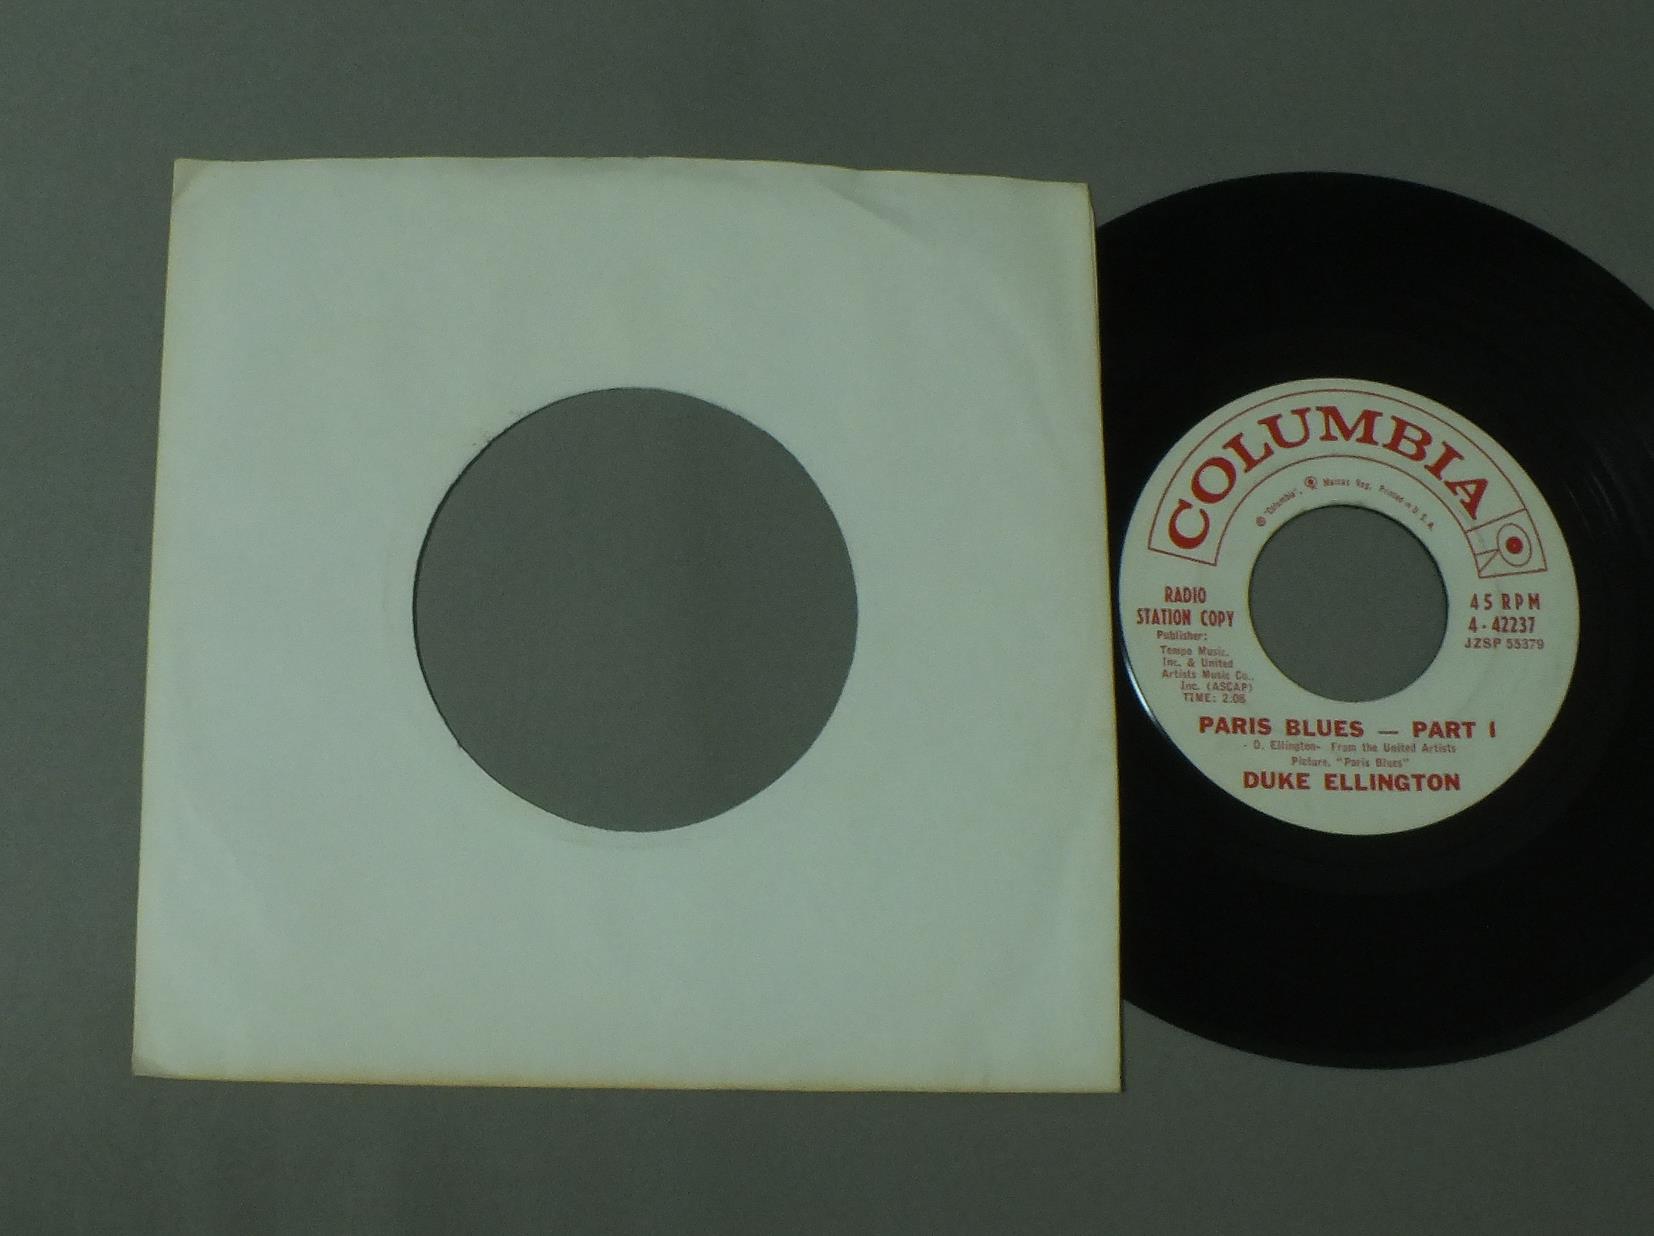 COLUMBIA
® "Columbia", Marcas Reg. Printed in U.S.A.
RADIO
STATION COPY
Publisher:
Tempo Music,
Inc. & United
Artists Music Co.,
Inc. (ASCAP)
TIME: 2.06
45 RPM
4-42237
JZSP 55379
PARIS BLUES — PART I
- D. Ellington- From the United Artists
Picture, "Paris Blues"
DUKE ELLINGTON